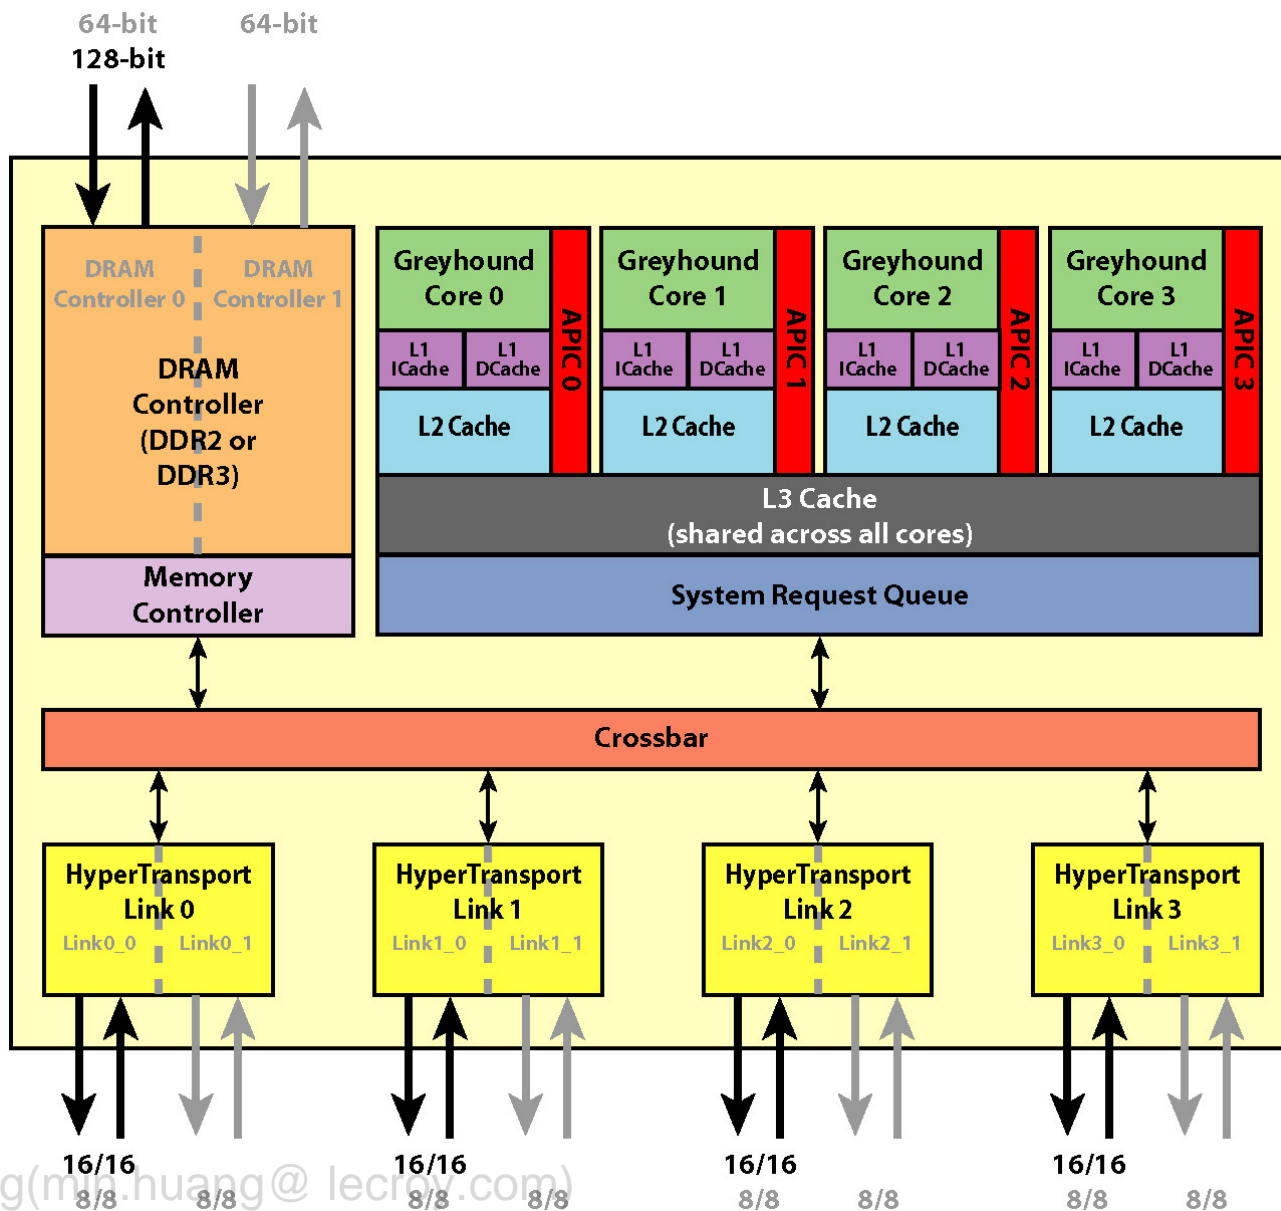 64-bit
64-bit
128-bit
DRAM
Controller 0
DRAM
Controller 1
DRAM
Controller
(DDR2 or
DDR3)
Memory
Controller
Greyhound
Core 0
L1
ICache
L1
DCache
L2 Cache
APIC 0
Greyhound
Core 1
L1
ICache
L1
DCache
L2 Cache
APIC 1
Greyhound
Core 2
L1
ICache
L1
DCache
L2 Cache
APIC 2
Greyhound
Core 3
L1
ICache
L1
DCache
L2 Cache
APIC 3
L3 Cache
(shared across all cores)
System Request Queue
Crossbar
HyperTransport
Link 0
Link0_0
Link0_1
HyperTransport
Link 1
Link1_0
Link1_1
HyperTransport
Link 2
Link2_0
Link2_1
HyperTransport
Link 3
Link3_0
Link3_1
16/16
16/16
16/16
16/16
g(min.huang@ lecroy.com)
8/8
8/8
8/8
8/8
8/8
8/8
8/8
8/8